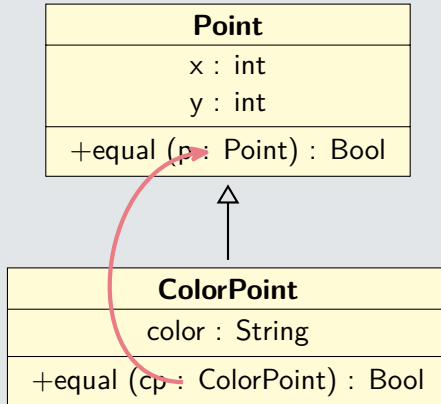 Point
x : int
y : int
+equal (p : Point) : Bool
ColorPoint
color : String
+equal (cp : ColorPoint) : Bool